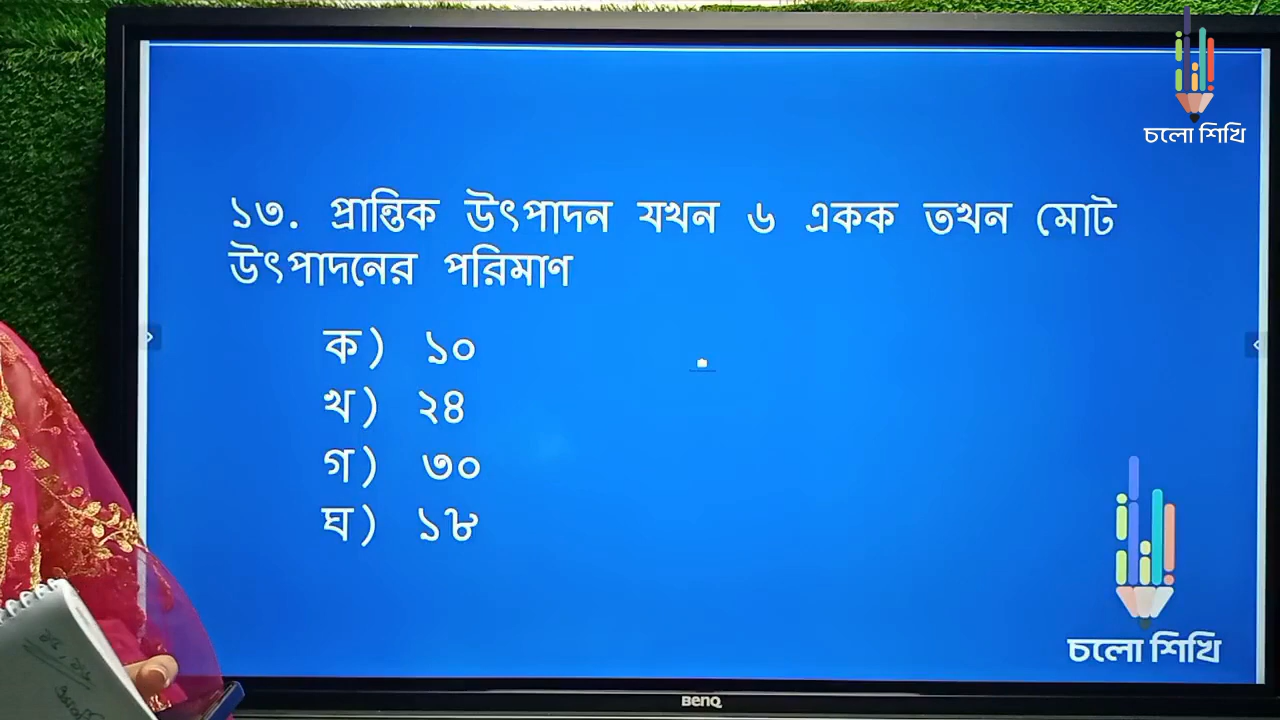 চলো শিখি
১৩. প্রান্তিক উৎপাদন যখন ৬ একক তখন মোট
উৎপাদনের পরিমাণ
ক) ১০
খ) ২৪
গ) ৩০
ঘ) ১৮
চলো শিখি
BenQ